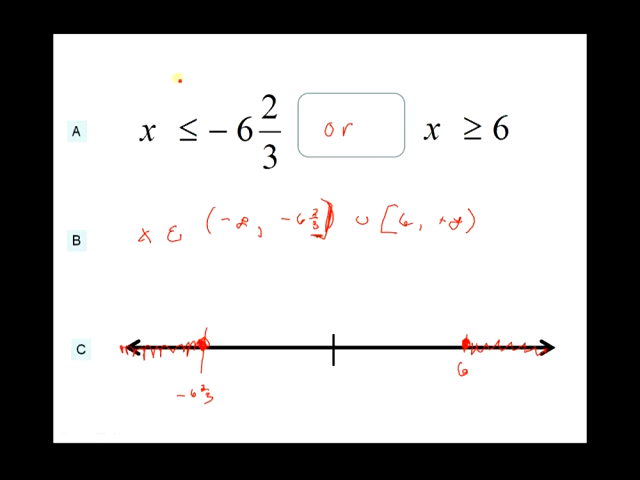 A x ≤ −6 2/3 or x ≥ 6
B x ∈ (−∞, −6 2/3] ∪ [6, +∞)
C
−6 2/3 6